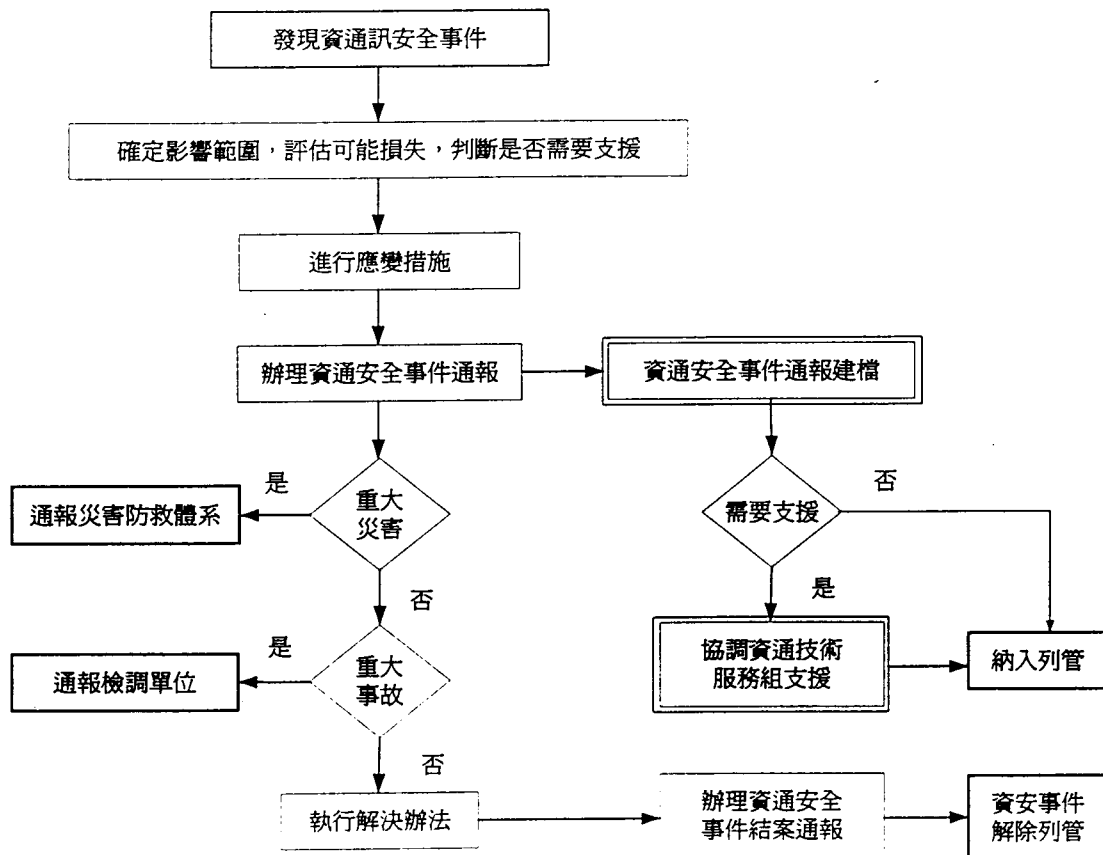 發現資通訊安全事件
確定影響範圍，評估可能損失，判斷是否需要支援
進行應變措施
辦理資通安全事件通報
資通安全事件通報建檔
是
重大
災害
通報災害防救體系
否
需要支援
否
是
是
重大
事故
通報檢調單位
協調資通技術
服務組支援
納入列管
否
執行解決辦法
辦理資通安全
事件結案通報
資安事件
解除列管